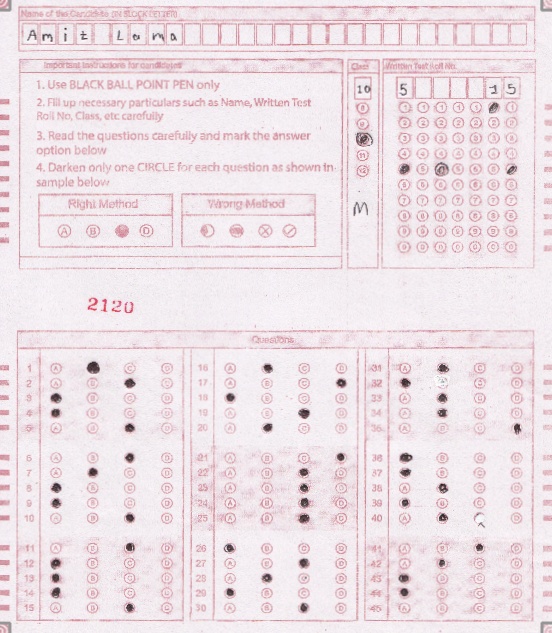 Name of the Candidate (IN BLOCK LETTER)
Amit Lama
Important instructions for candidates
1. Use BLACK BALL POINT PEN only
2. Fill up necessary particulars such as Name, Written Test
Roll No, Class, etc carefully
3. Read the questions carefully and mark the answer
option below
4. Darken only one CIRCLE for each question as shown in
sample below
Right Method Wrong Method
A B D
Class
10
8
9
11
12
M
Written Test Roll No.
5 1 5
2120
Questions
1 A C D 16 A C D 31 A C D
2 A B D 17 A B C 32 C D
3 B C D 18 B C D 33 A C D
4 B C D 19 A B D 34 A C D
5 A B D 20 A C D 35 A B C
6 A B D 21 A B C 36 B C D
7 A C D 22 A B D 37 B C D
8 B C D 23 A B D 38 A C D
9 B C D 24 A B D 39 B C D
10 A B D 25 A B D 40 A D
11 A B D 26 B C D 41 A B D
12 B C D 27 A B D 42 A C D
13 B C D 28 A C D 43 B C D
14 B C D 29 B C D 44 B C D
15 A B D 30 A B D 45 A B C D